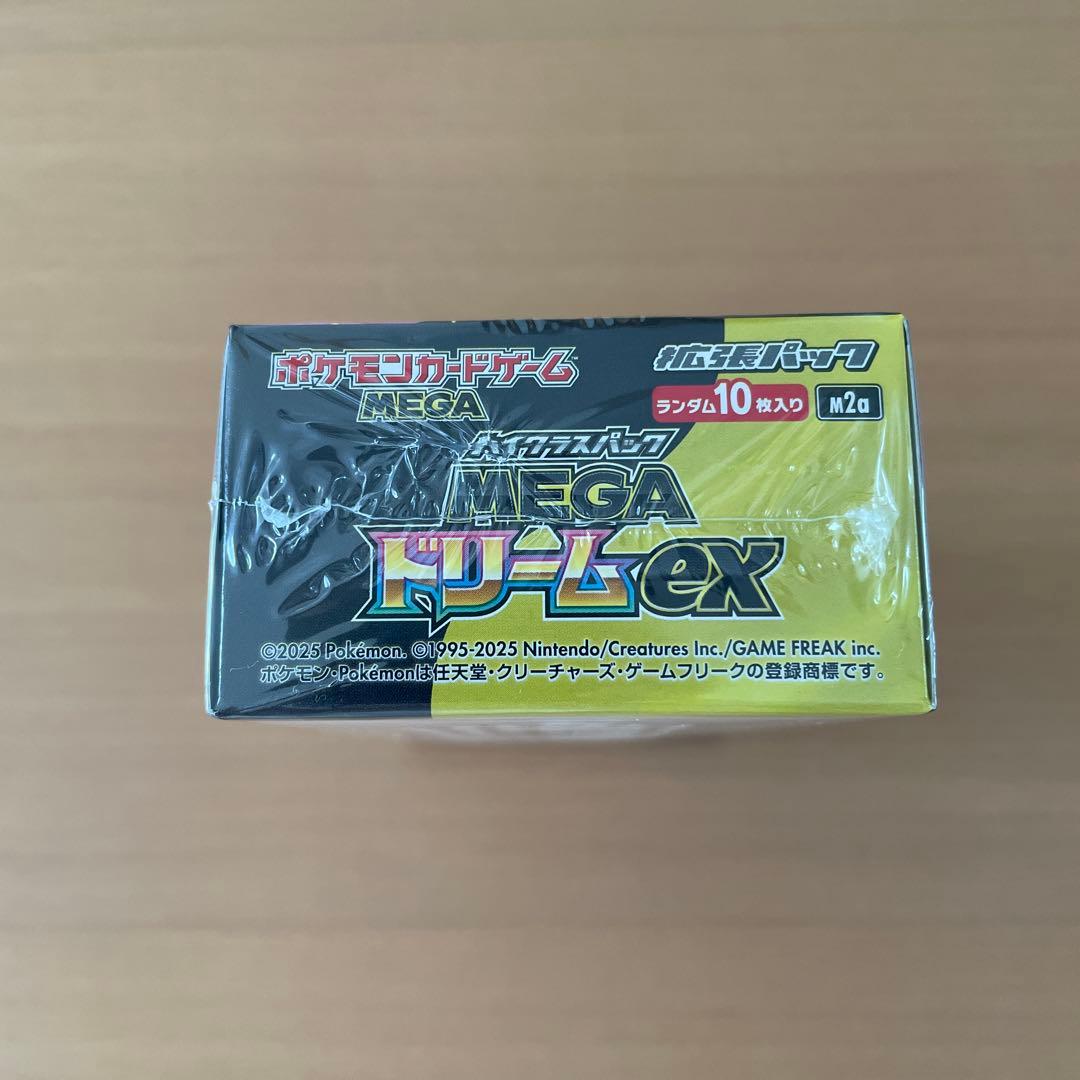 ポケモンカードゲーム
MEGA
拡張パック
ランダム10枚入り
M2a
ハイクラスパック
MEGA
ドリームex
©2025 Pokémon. ©1995-2025 Nintendo/Creatures Inc./GAME FREAK inc.
ポケモン・Pokémonは任天堂・クリーチャーズ・ゲームフリークの登録商標です。